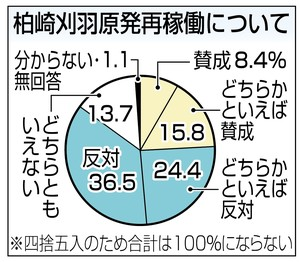 柏崎刈羽原発再稼働について
分からない・1.1
無回答
賛成8.4%
どちらか
といえば
賛成
15.8
どちらか
といえば
反対
24.4
反対
36.5
どちらとも
いえない
13.7
※四捨五入のため合計は100%にならない